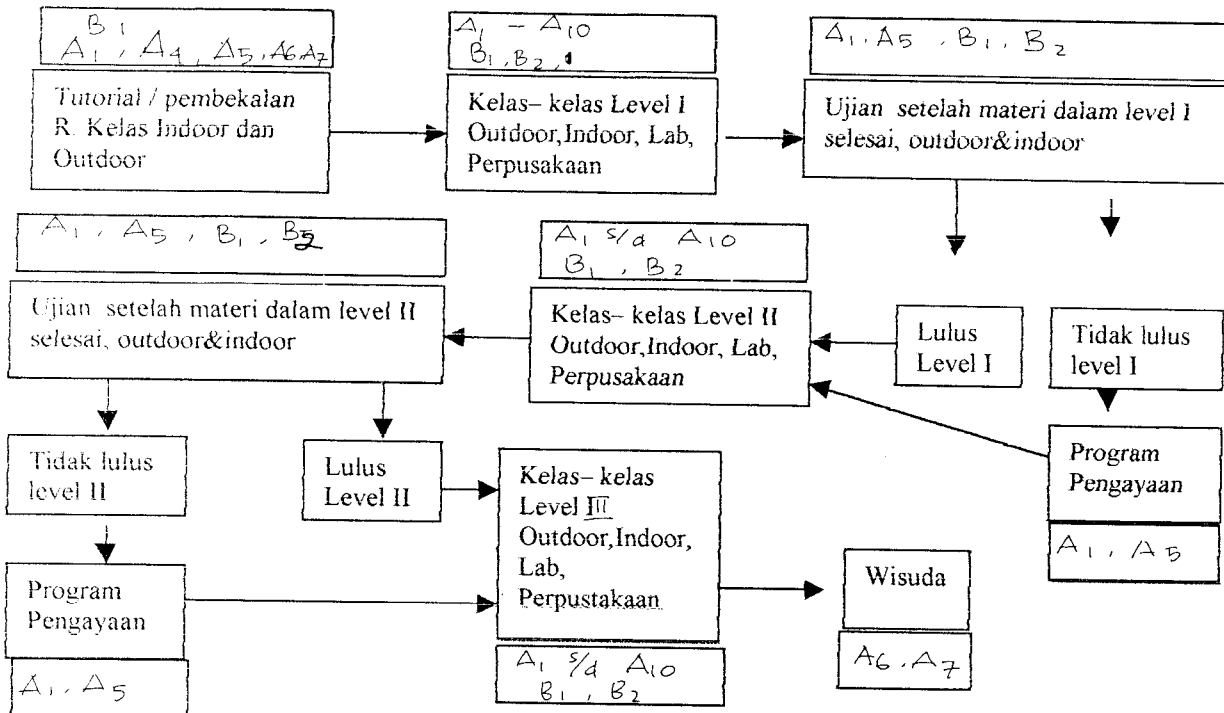 B1
A1, A4, A5, A6, A7
Tutorial / pembekalan
R. Kelas Indoor dan
Outdoor
A1 – A10
B1, B2,
Kelas– kelas Level I
Outdoor,Indoor, Lab,
Perpusakaan
A1, A5 , B1, B2
Ujian setelah materi dalam level I
selesai, outdoor&indoor
A1, A5 , B1, B2
Ujian setelah materi dalam level II
selesai, outdoor&indoor
A1 s/d A10
B1 , B2
Kelas– kelas Level II
Outdoor,Indoor, Lab,
Perpusakaan
Lulus
Level I
Tidak lulus
level I
Tidak lulus
level II
Lulus
Level II
Kelas– kelas
Level III
Outdoor,Indoor,
Lab,
Perpustakaan
A1 s/d A10
B1 , B2
Program
Pengayaan
A1, A5
Program
Pengayaan
A1, A5
Wisuda
A6, A7